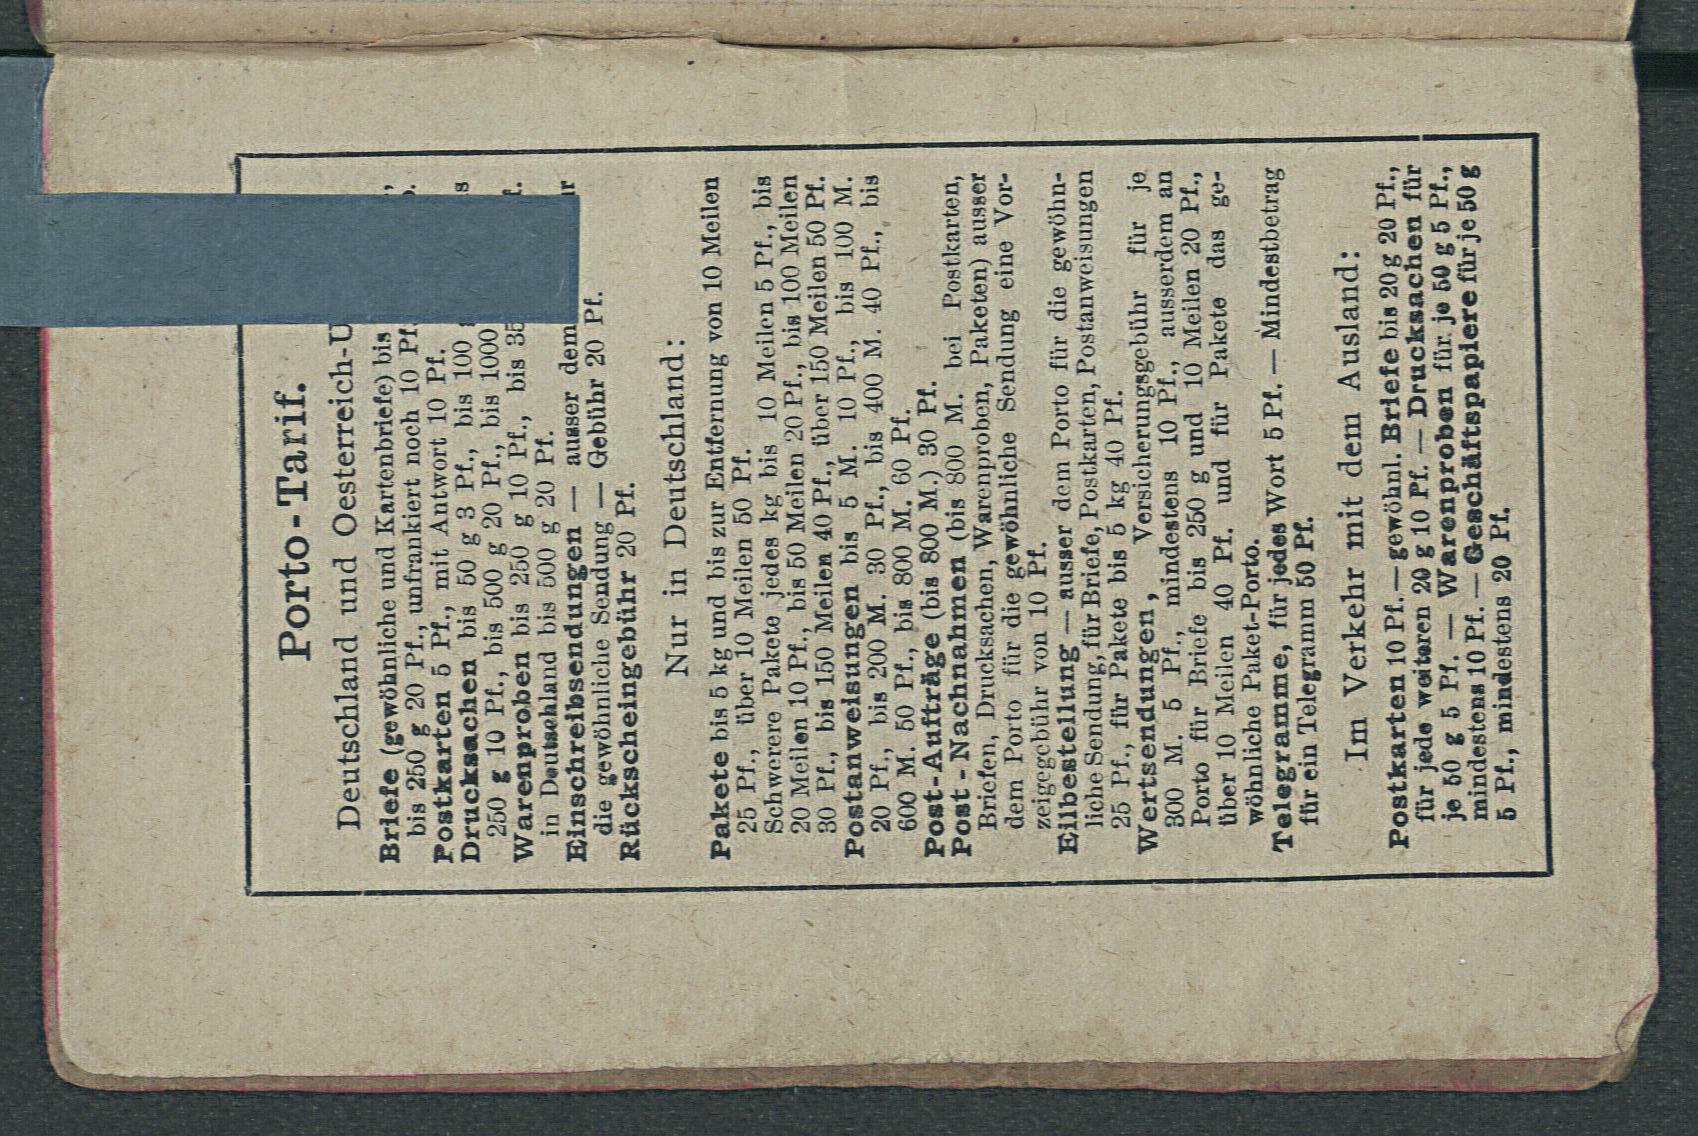 Porto-Tarif.
Deutschland und Oesterreich-U
Briefe (gewöhnliche und Kartenbriefe) bis ,
bis 250 g 20 Pf., unfrankiert noch 10 Pf.
Postkarten 5 Pf., mit Antwort 10 Pf.
Drucksachen bis 50 g 3 Pf., bis 100 s
250 g 10 Pf., bis 500 g 20 Pf., bis 1000
Warenproben bis 250 g 10 Pf., bis 35 f.
in Deutschland bis 500 g 20 Pf.
Einschreibsendungen — ausser dem ür
die gewöhnliche Sendung — Gebühr 20 Pf.
Rückscheingebühr 20 Pf.
Nur in Deutschland:
Pakete bis 5 kg und bis zur Entfernung von 10 Meilen
25 Pf., über 10 Meilen 50 Pf.
Schwerere Pakete jedes kg bis 10 Meilen 5 Pf., bis
20 Meilen 10 Pf., bis 50 Meilen 20 Pf., bis 100 Meilen
30 Pf., bis 150 Meilen 40 Pf., über 150 Meilen 50 Pf.
Postanweisungen bis 5 M. 10 Pf., bis 100 M.
20 Pf., bis 200 M. 30 Pf., bis 400 M. 40 Pf., bis
600 M. 50 Pf., bis 800 M. 60 Pf.
Post-Aufträge (bis 800 M.) 30 Pf.
Post-Nachnahmen (bis 800 M. bei Postkarten,
Briefen, Drucksachen, Warenproben, Paketen) ausser
dem Porto für die gewöhnliche Sendung eine Vor-
zeigegebühr von 10 Pf.
Eilbestellung — ausser dem Porto für die gewöhn-
liche Sendung, für Briefe, Postkarten, Postanweisungen
25 Pf., für Pakete bis 5 kg 40 Pf.
Wertsendungen, Versicherungsgebühr für je
300 M. 5 Pf., mindestens 10 Pf., ausserdem an
Porto für Briefe bis 250 g und 10 Meilen 20 Pf.,
über 10 Meilen 40 Pf. und für Pakete das ge-
wöhnliche Paket-Porto.
Telegramme, für jedes Wort 5 Pf. — Mindestbetrag
für ein Telegramm 50 Pf.
Im Verkehr mit dem Ausland:
Postkarten 10 Pf. — gewöhnl. Briefe bis 20 g 20 Pf.,
für jede weiteren 20 g 10 Pf. — Drucksachen für
je 50 g 5 Pf. — Warenproben für je 50 g 5 Pf.,
mindestens 10 Pf. — Geschäftspapiere für je 50 g
5 Pf., mindestens 20 Pf.